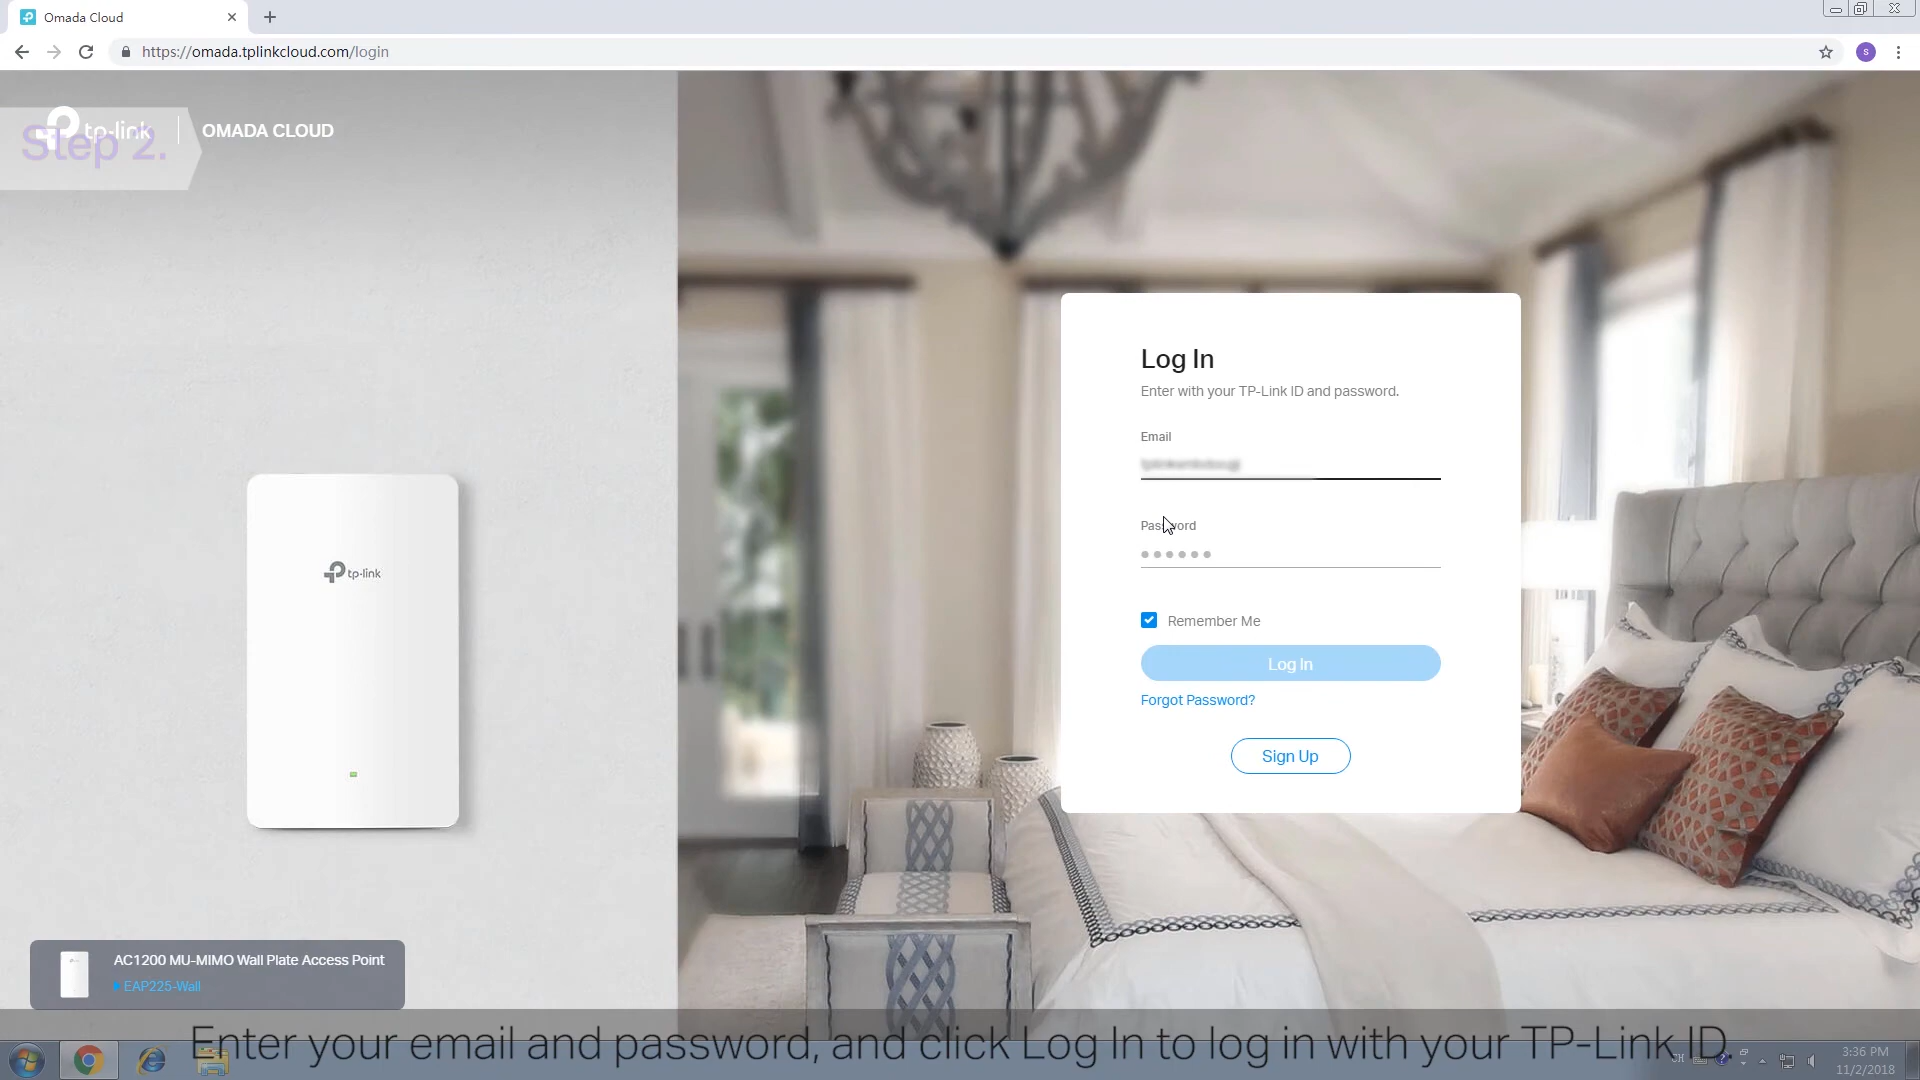 Omada Cloud
https://omada.tplinkcloud.com/login
s
tp-link
OMADA CLOUD
Step 2.
Log In
Enter with your TP-Link ID and password.
Email
Password
Remember Me
Log In
Forgot Password?
Sign Up
tp-link
AC1200 MU-MIMO Wall Plate Access Point
EAP225-Wall
Enter your email and password, and click Log In to log in with your TP-Link ID
CH
3:36 PM
11/2/2018